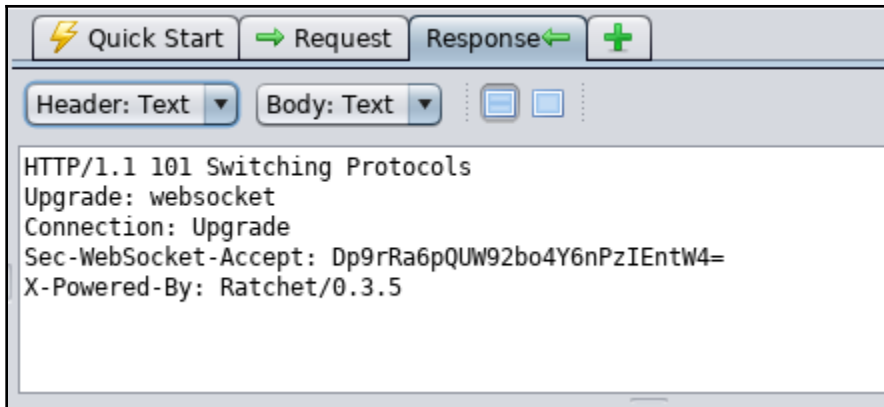 Quick Start
Request
Response
Header: Text
Body: Text
HTTP/1.1 101 Switching Protocols
Upgrade: websocket
Connection: Upgrade
Sec-WebSocket-Accept: Dp9rRa6pQUW92bo4Y6nPzIEntW4=
X-Powered-By: Ratchet/0.3.5